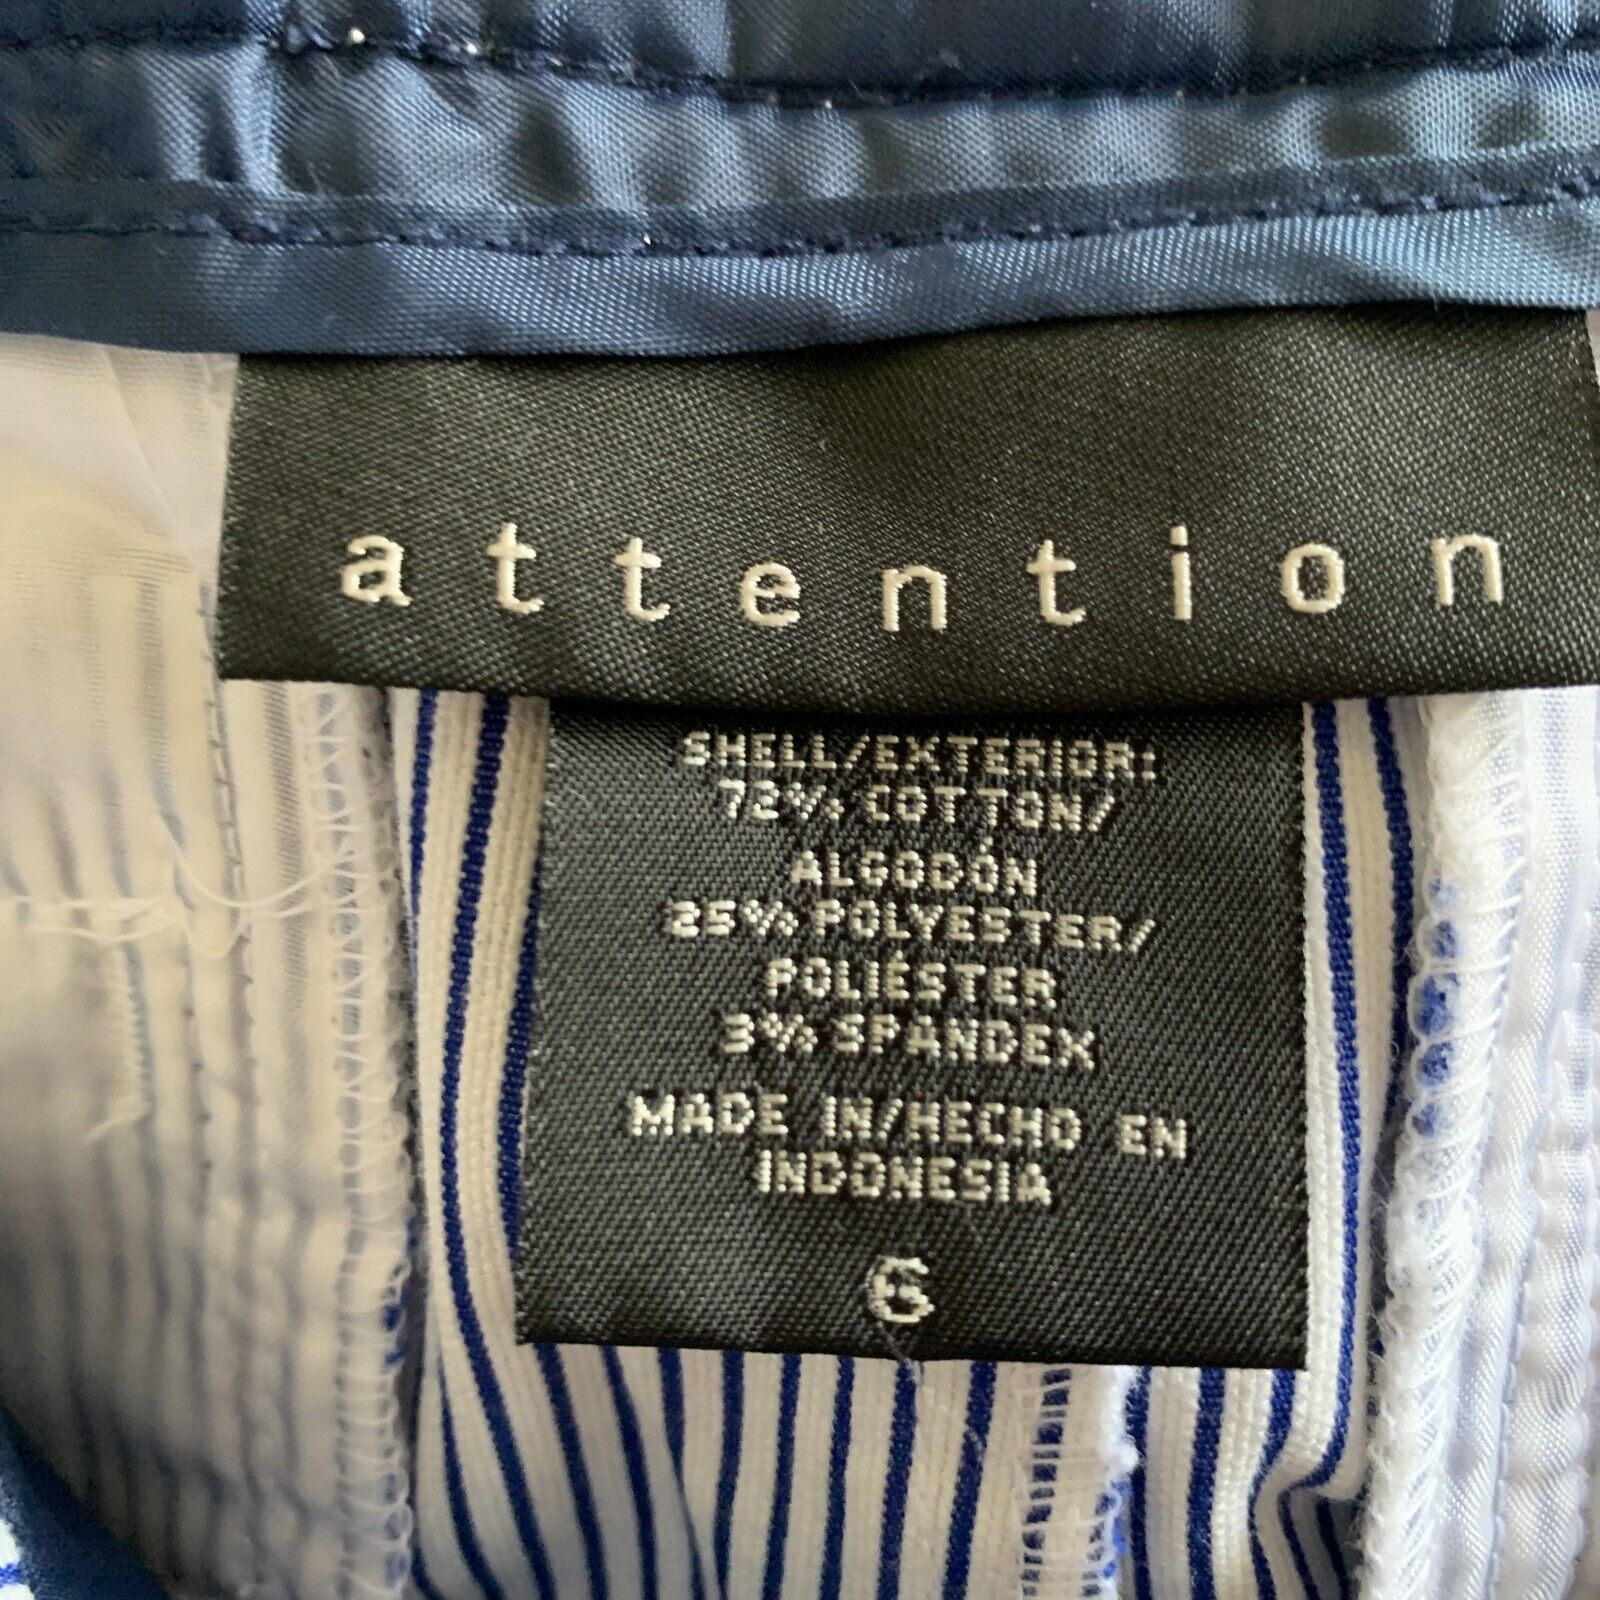 attention
SHELL/EXTERIOR:
72% COTTON/
ALGODÓN
25% POLYESTER/
POLIÉSTER
3% SPANDEX
MADE IN/HECHO EN
INDONESIA
6